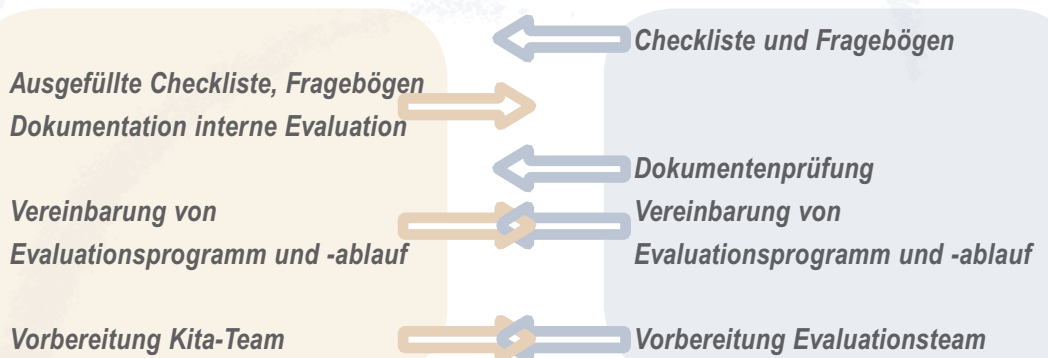 Checkliste und Fragebögen
Ausgefüllte Checkliste, Fragebögen
Dokumentation interne Evaluation
Dokumentenprüfung
Vereinbarung von
Evaluationsprogramm und -ablauf
Vereinbarung von
Evaluationsprogramm und -ablauf
Vorbereitung Kita-Team
Vorbereitung Evaluationsteam